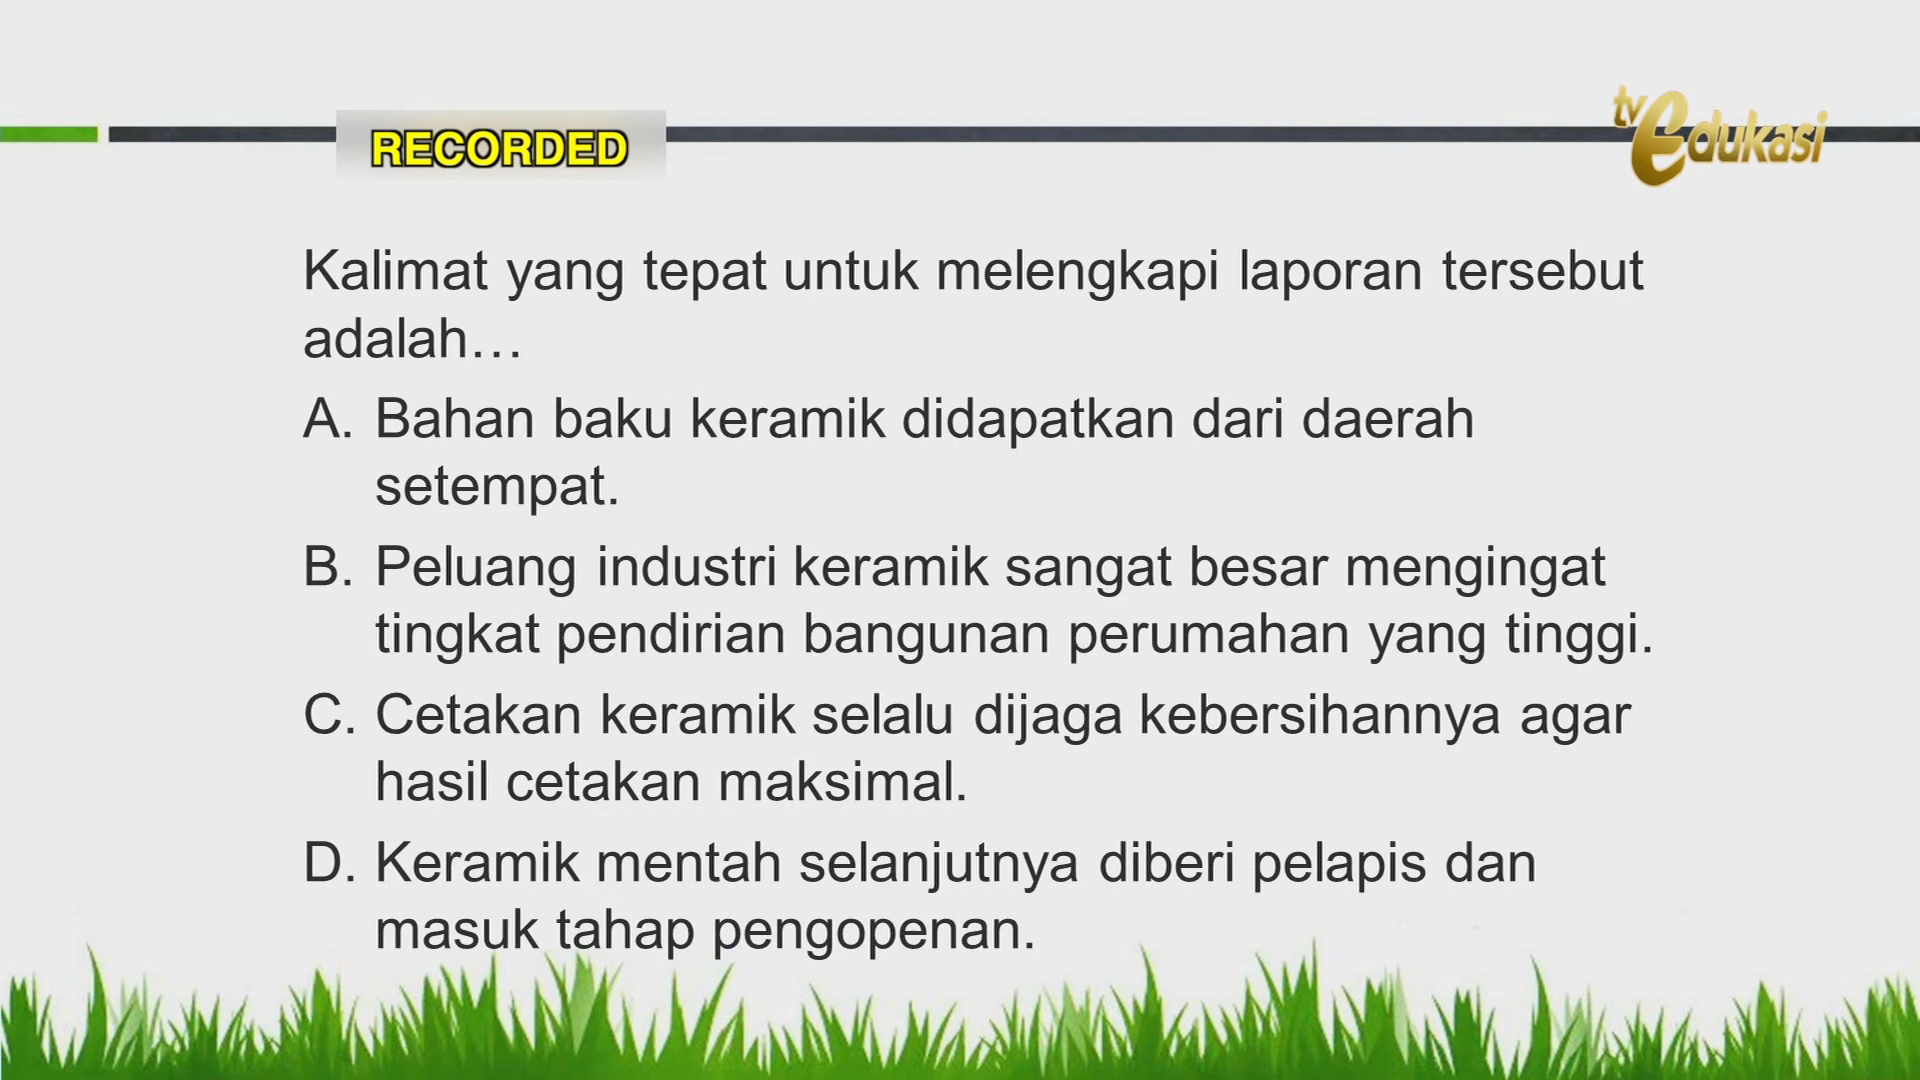 RECORDED
tv Edukasi
Kalimat yang tepat untuk melengkapi laporan tersebut
adalah…
A. Bahan baku keramik didapatkan dari daerah
setempat.
B. Peluang industri keramik sangat besar mengingat
tingkat pendirian bangunan perumahan yang tinggi.
C. Cetakan keramik selalu dijaga kebersihannya agar
hasil cetakan maksimal.
D. Keramik mentah selanjutnya diberi pelapis dan
masuk tahap pengopenan.